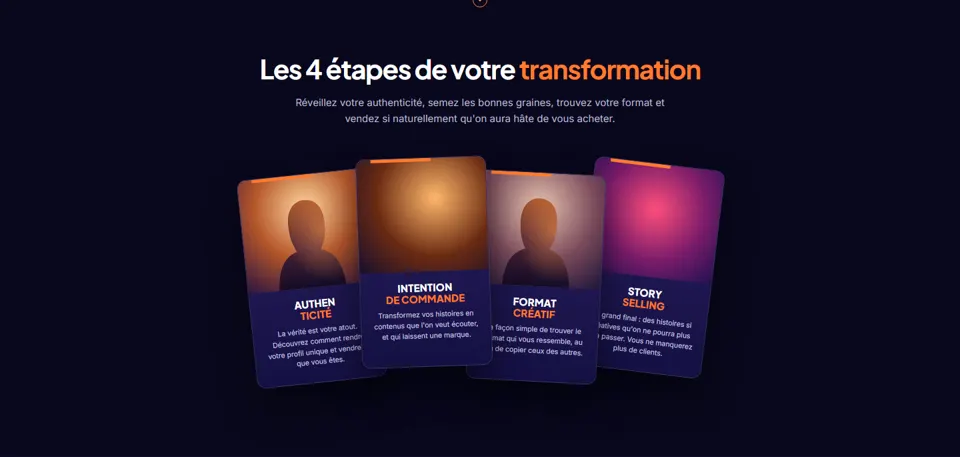 Les 4 étapes de votre transformation
Réveillez votre authenticité, semez les bonnes graines, trouvez votre format et
vendez si naturellement qu'on aura hâte de vous acheter.
AUTHEN
TICITÉ
La vérité est votre atout.
Découvrez comment
votre profil unique et vendre
que vous êtes.
INTENTION
DE COMMANDE
Transformez vos histoires en
contenus que l'on veut écouter,
et qui laissent une marque.
FORMAT
CRÉATIF
façon simple de trouver le
qui vous ressemble, au
de copier ceux des autres.
STORY
SELLING
grand final : des histoires si
qu'on ne pourra plus
passer. Vous ne manquerez
plus de clients.